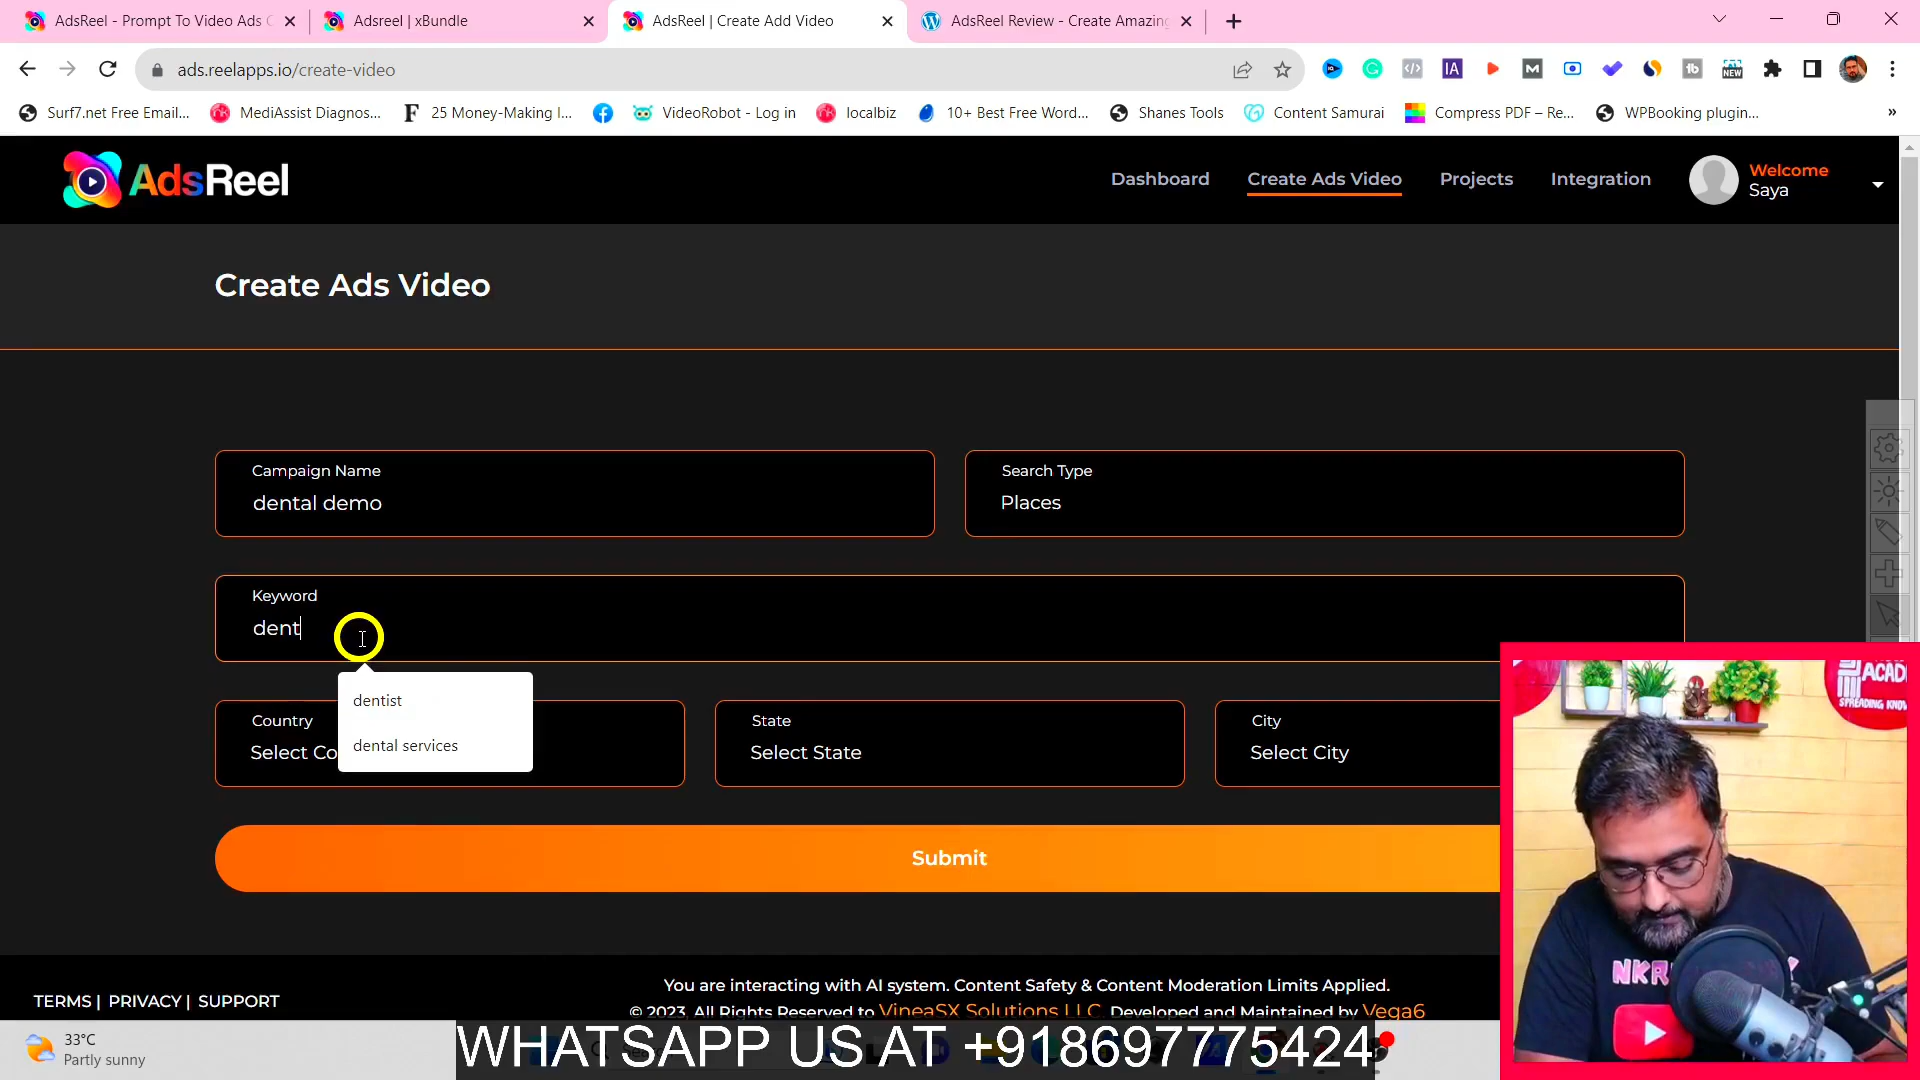 AdsReel - Prompt To Video Ads C
Adsreel | xBundle
AdsReel | Create Add Video
AdsReel Review - Create Amazing
ads.reelapps.io/create-video
Surf7.net Free Email...
MediAssist Diagnos...
25 Money-Making I...
VideoRobot - Log in
localbiz
10+ Best Free Word...
Shanes Tools
Content Samurai
Compress PDF – Re...
WPBooking plugin...
»
AdsReel
Dashboard
Create Ads Video
Projects
Integration
Welcome
Saya
Create Ads Video
Campaign Name
dental demo
Search Type
Places
Keyword
dent
dentist
dental services
Country
Select Co
State
Select State
City
Select City
Submit
TERMS | PRIVACY | SUPPORT
You are interacting with AI system. Content Safety & Content Moderation Limits Applied.
© 2023, All Rights Reserved to VineaSX Solutions LLC. Developed and Maintained by Vega6
33°C
Partly sunny
WHATSAPP US AT +918697775424
ACAD
SPREADING KNOW